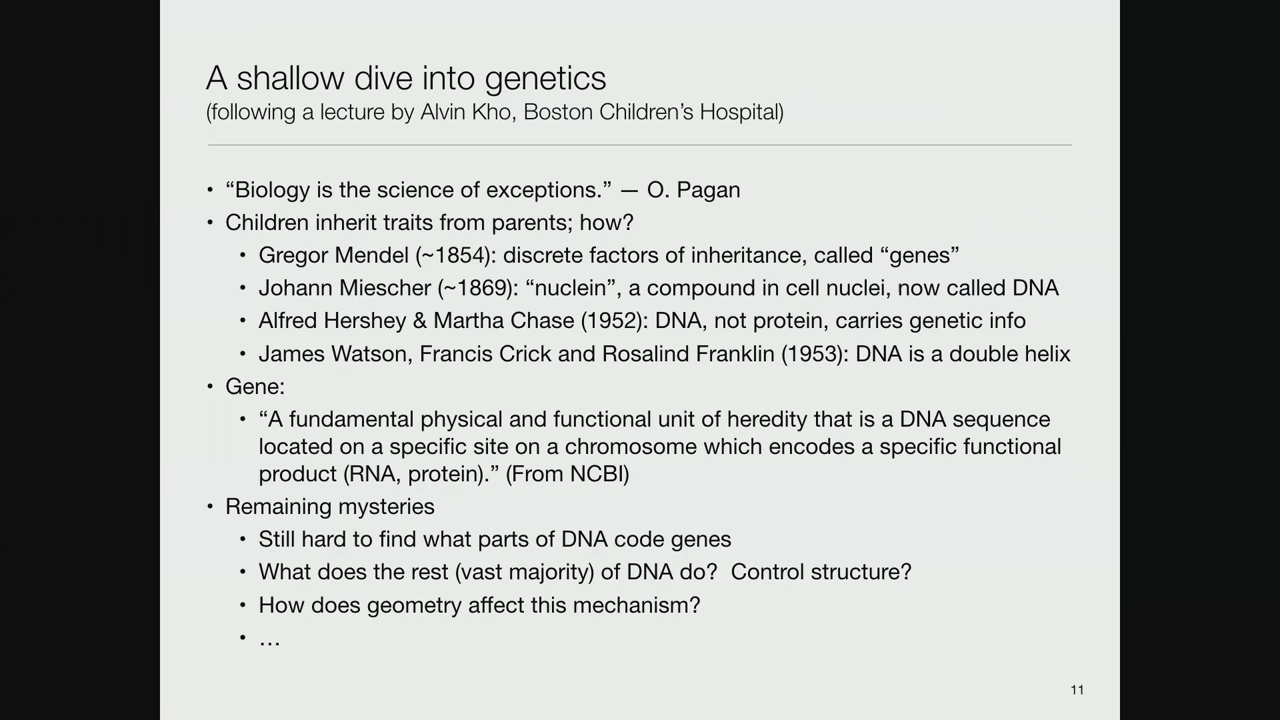 A shallow dive into genetics
(following a lecture by Alvin Kho, Boston Children’s Hospital)
• “Biology is the science of exceptions.” — O. Pagan
• Children inherit traits from parents; how?
• Gregor Mendel (~1854): discrete factors of inheritance, called “genes”
• Johann Miescher (~1869): “nuclein”, a compound in cell nuclei, now called DNA
• Alfred Hershey & Martha Chase (1952): DNA, not protein, carries genetic info
• James Watson, Francis Crick and Rosalind Franklin (1953): DNA is a double helix
• Gene:
• “A fundamental physical and functional unit of heredity that is a DNA sequence
located on a specific site on a chromosome which encodes a specific functional
product (RNA, protein).” (From NCBI)
• Remaining mysteries
• Still hard to find what parts of DNA code genes
• What does the rest (vast majority) of DNA do?  Control structure?
• How does geometry affect this mechanism?
• …
11